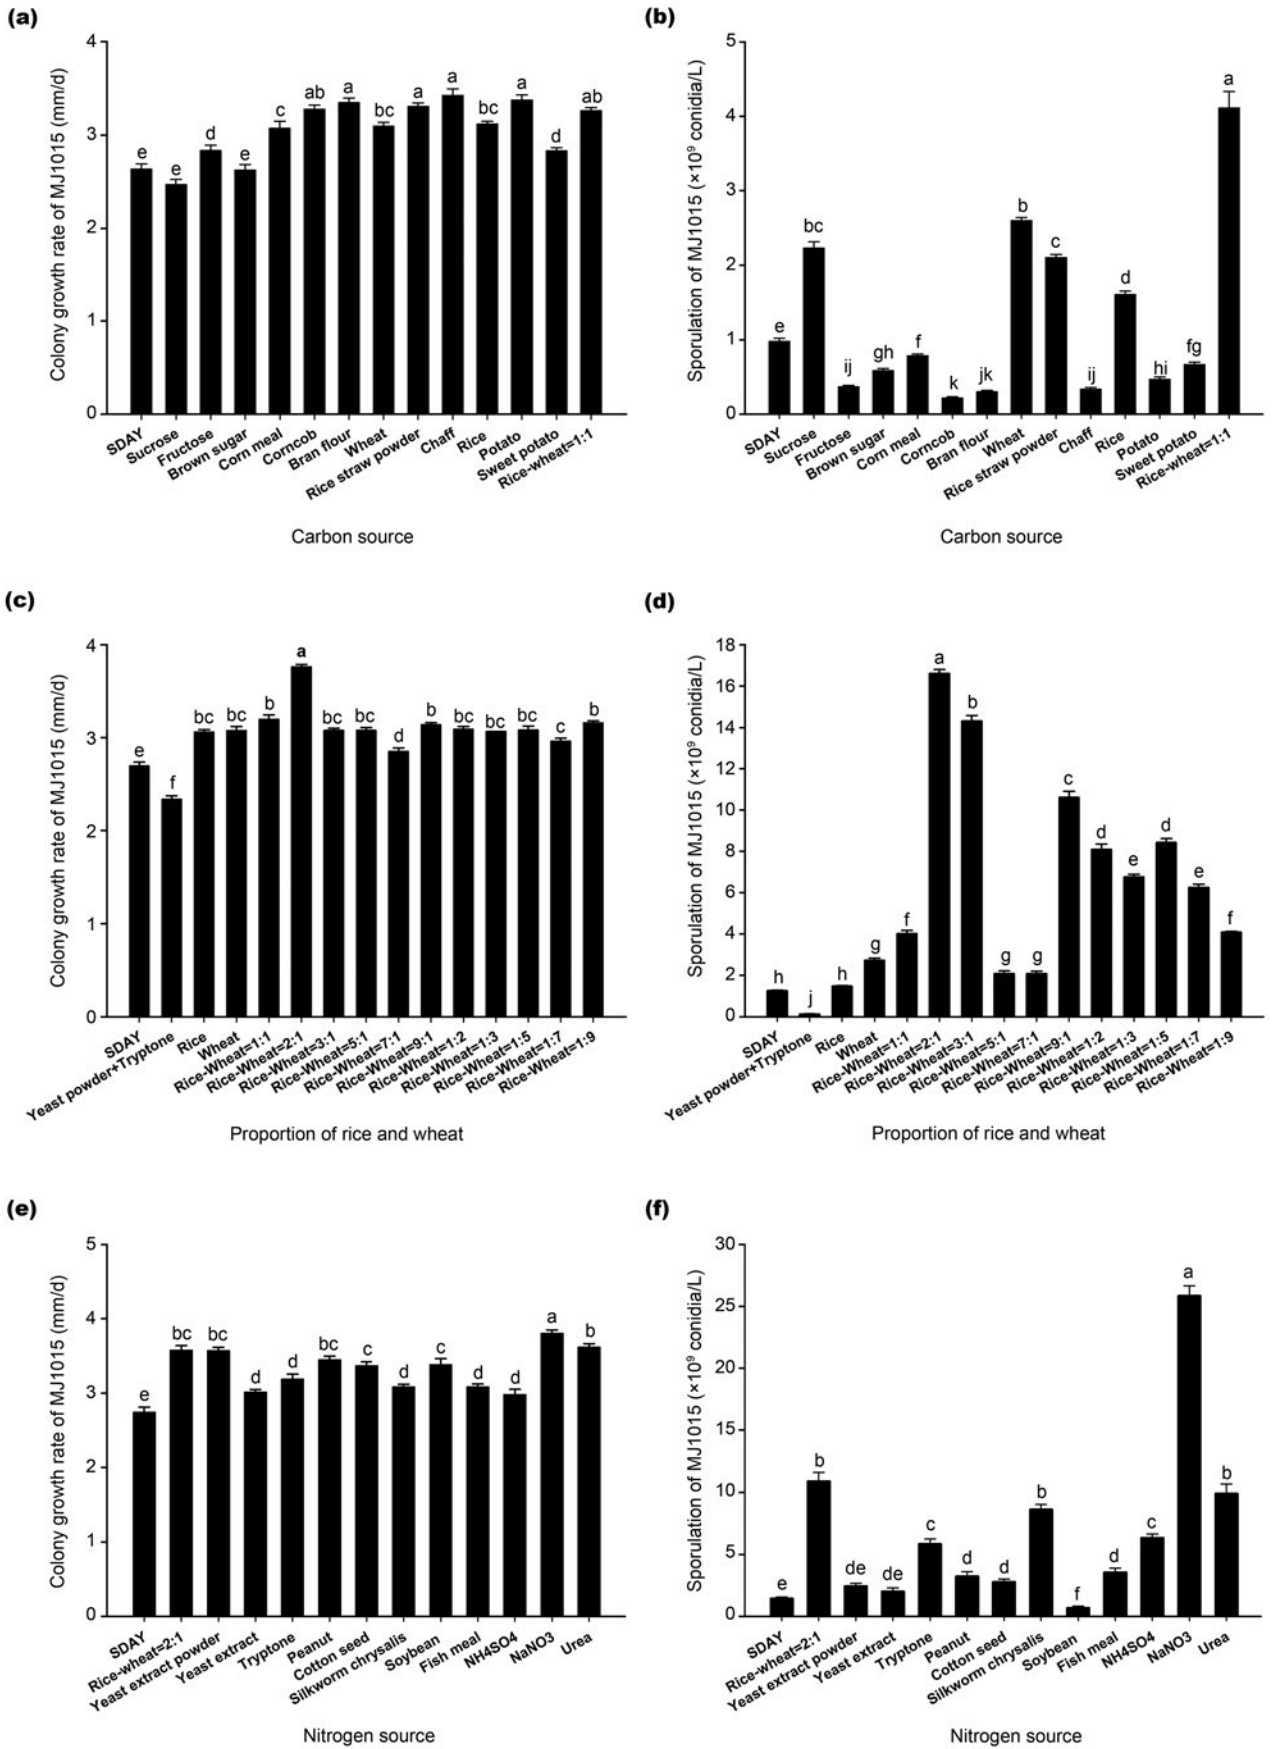 (a)
Colony growth rate of MJ1015 (mm/d)
4
3
2
1
0
e
e
d
e
c
ab
a
bc
a
a
bc
a
d
ab
SDAY
Sucrose
Fructose
Brown sugar
Corn meal
Corncob
Bran flour
Wheat
Rice straw powder
Chaff
Rice
Potato
Sweet potato
Rice-wheat=1:1
Carbon source
(b)
Sporulation of MJ1015 (×10⁹ conidia/L)
5
4
3
2
1
0
e
bc
ij
gh
f
k
jk
b
c
ij
d
hi
fg
a
SDAY
Sucrose
Fructose
Brown sugar
Corn meal
Corncob
Bran flour
Wheat
Rice straw powder
Chaff
Rice
Potato
Sweet potato
Rice-wheat=1:1
Carbon source
(c)
Colony growth rate of MJ1015 (mm/d)
4
3
2
1
0
e
f
bc
bc
b
a
bc
bc
d
b
bc
bc
bc
c
b
SDAY
Yeast powder+Tryptone
Rice
Wheat
Rice-Wheat=1:1
Rice-Wheat=2:1
Rice-Wheat=3:1
Rice-Wheat=5:1
Rice-Wheat=7:1
Rice-Wheat=9:1
Rice-Wheat=1:2
Rice-Wheat=1:3
Rice-Wheat=1:5
Rice-Wheat=1:7
Rice-Wheat=1:9
Proportion of rice and wheat
(d)
Sporulation of MJ1015 (×10⁹ conidia/L)
18
16
14
12
10
8
6
4
2
0
h
j
h
g
f
a
b
g
g
c
d
e
d
e
f
SDAY
Yeast powder+Tryptone
Rice
Wheat
Rice-Wheat=1:1
Rice-Wheat=2:1
Rice-Wheat=3:1
Rice-Wheat=5:1
Rice-Wheat=7:1
Rice-Wheat=9:1
Rice-Wheat=1:2
Rice-Wheat=1:3
Rice-Wheat=1:5
Rice-Wheat=1:7
Rice-Wheat=1:9
Proportion of rice and wheat
(e)
Colony growth rate of MJ1015 (mm/d)
5
4
3
2
1
0
e
bc
bc
d
d
bc
c
d
c
d
d
a
b
SDAY
Rice-wheat=2:1
Yeast extract powder
Yeast extract
Tryptone
Peanut
Cotton seed
Silkworm chrysalis
Soybean
Fish meal
NH4SO4
NaNO3
Urea
Nitrogen source
(f)
Sporulation of MJ1015 (×10⁹ conidia/L)
30
25
20
15
10
5
0
e
b
de
de
c
d
d
b
f
d
c
a
b
SDAY
Rice-wheat=2:1
Yeast extract powder
Yeast extract
Tryptone
Peanut
Cotton seed
Silkworm chrysalis
Soybean
Fish meal
NH4SO4
NaNO3
Urea
Nitrogen source